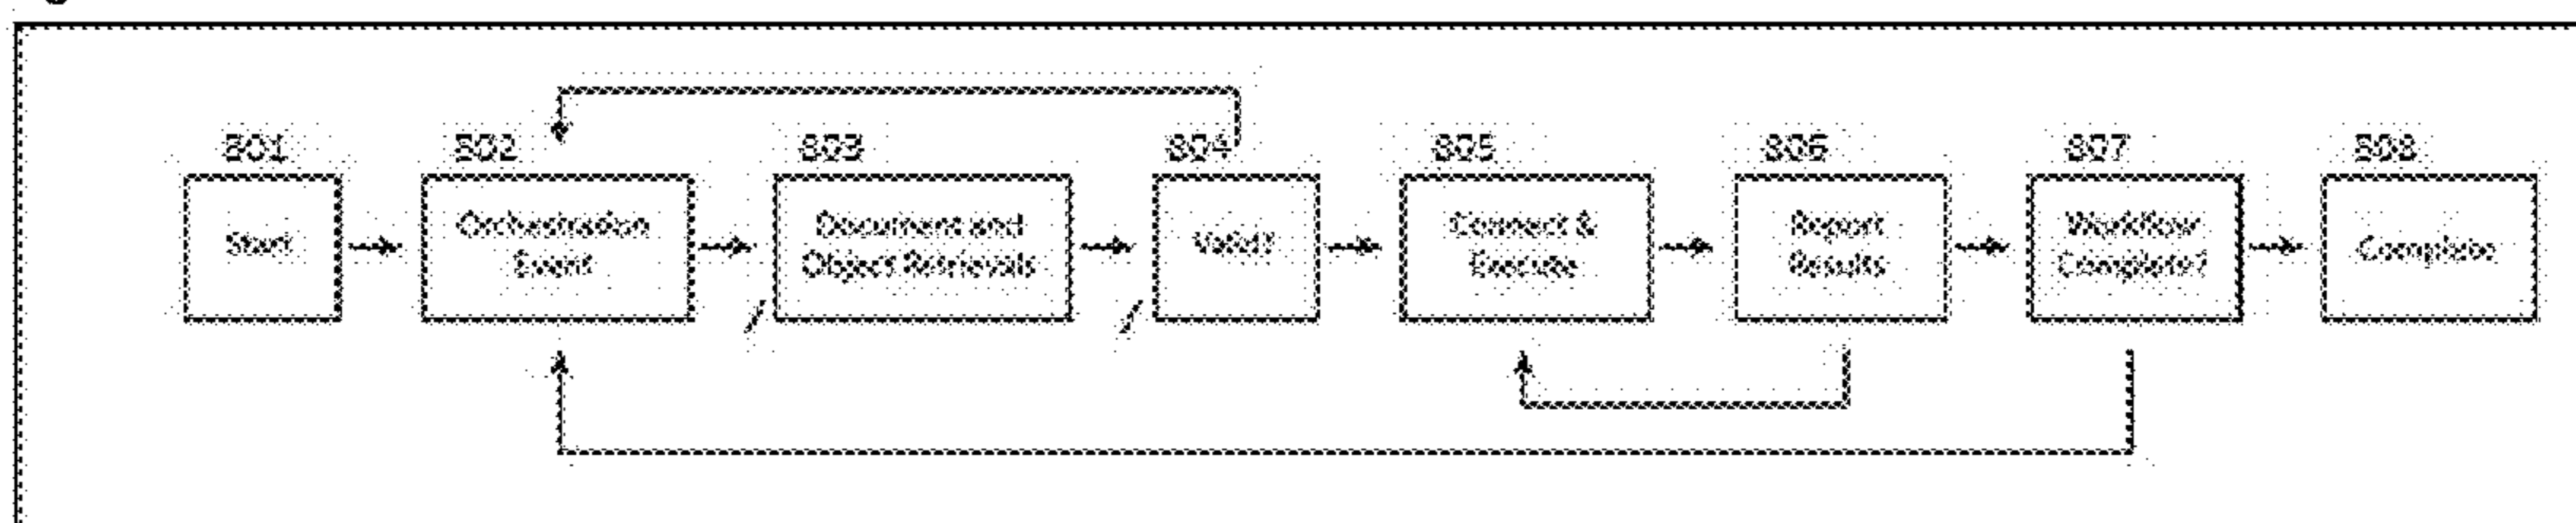 801
Start
802
Orchestration
Event
803
Document and
Object Retrievals
804
Valid?
805
Connect &
Execute
806
Report
Results
807
Workflow
Complete?
808
Complete